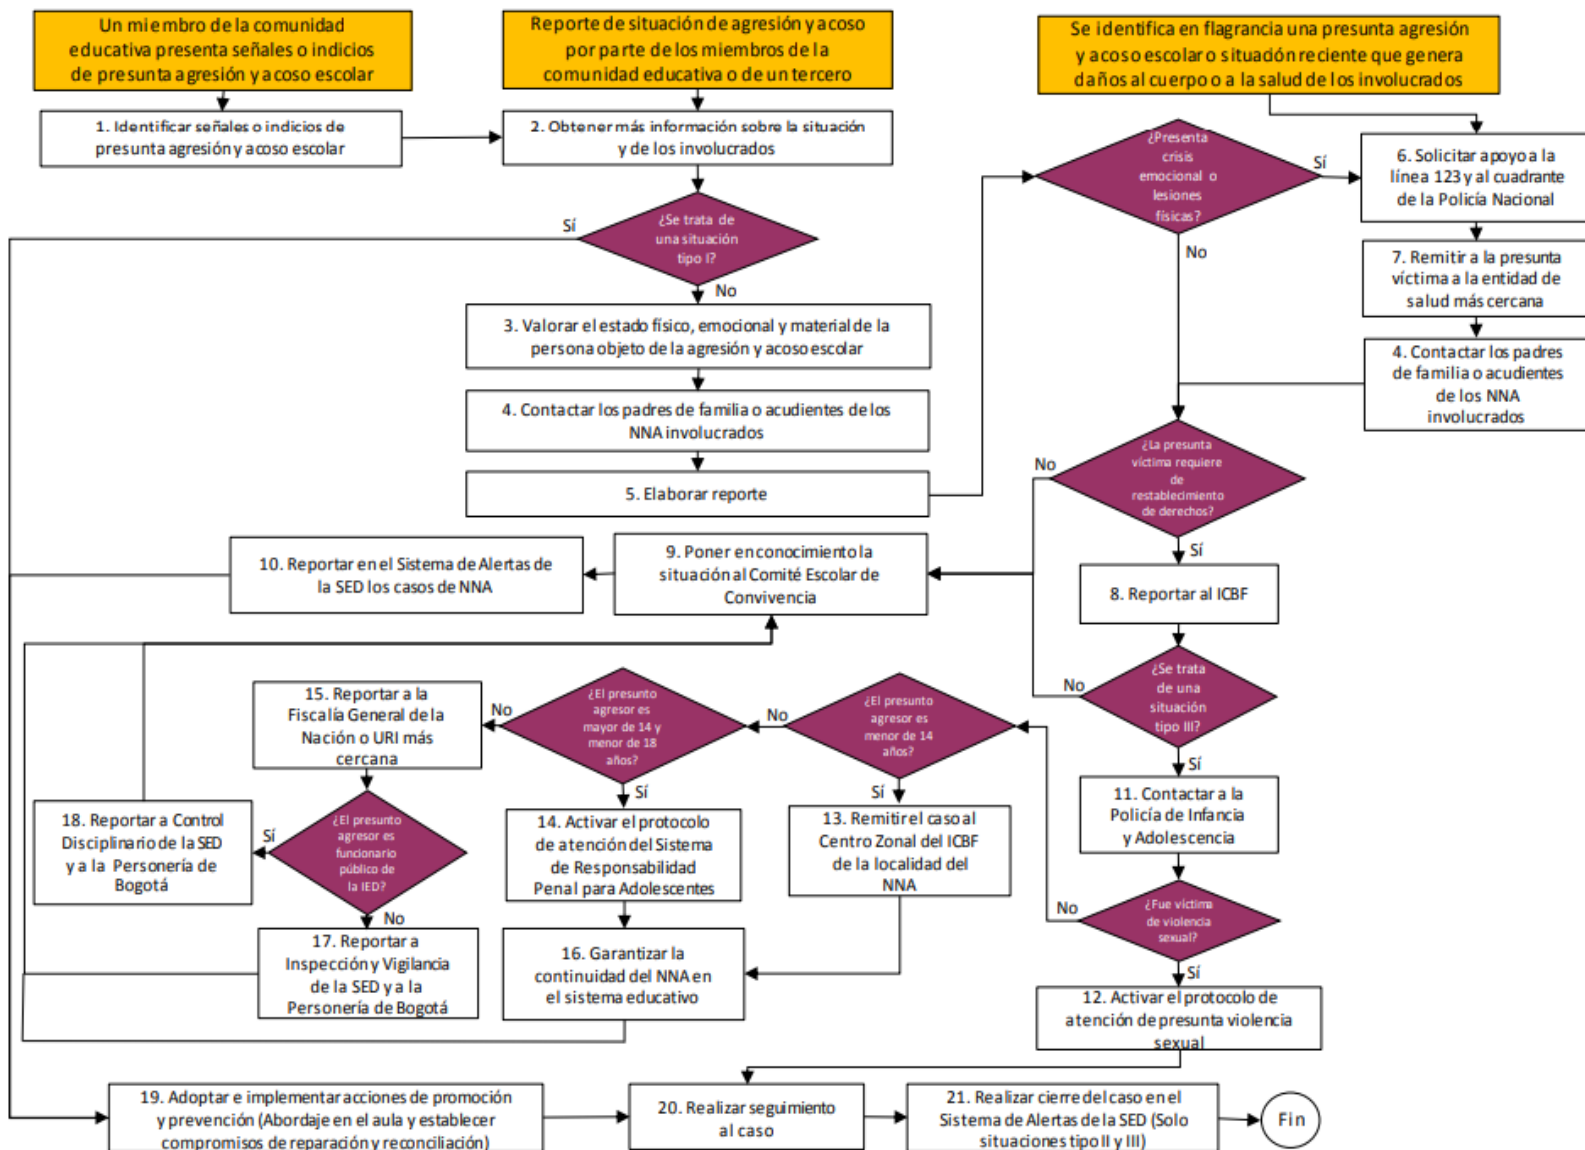 Un miembro de la comunidad
educativa presenta señales o indicios
de presunta agresión y acoso escolar
Reporte de situación de agresión y acoso
por parte de los miembros de la
comunidad educativa o de un tercero
Se identifica en flagrancia una presunta agresión
y acoso escolar o situación reciente que genera
daños al cuerpo o a la salud de los involucrados
1. Identificar señales o indicios de
presunta agresión y acoso escolar
2. Obtener más información sobre la situación
y de los involucrados
¿Presenta
crisis
emocional o
lesiones
físicas?
Sí
No
6. Solicitar apoyo a la
línea 123 y al cuadrante
de la Policía Nacional
¿Se trata de
una situación
tipo I?
Sí
No
7. Remitir a la presunta
víctima a la entidad de
salud más cercana
3. Valorar el estado físico, emocional y material de la
persona objeto de la agresión y acoso escolar
4. Contactar los padres
de familia o acudientes
de los NNA
involucrados
4. Contactar los padres de familia o acudientes de los
NNA involucrados
5. Elaborar reporte
¿La presunta
víctima requiere
de
restablecimiento
de derechos?
No
Sí
10. Reportar en el Sistema de Alertas de
la SED los casos de NNA
9. Poner en conocimiento la
situación al Comité Escolar de
Convivencia
8. Reportar al ICBF
¿Se trata
de una
situación
tipo III?
No
Sí
15. Reportar a la
Fiscalía General de la
Nación o URI más
cercana
No
¿El presunto
agresor es
mayor de 14 y
menor de 18
años?
Sí
No
¿El presunto
agresor es
menor de 14
años?
Sí
11. Contactar a la
Policía de Infancia
y Adolescencia
18. Reportar a Control
Disciplinario de la SED
y a la Personería de
Bogotá
Sí
¿El presunto
agresor es
funcionario
público de
la IED?
No
14. Activar el protocolo
de atención del Sistema
de Responsabilidad
Penal para Adolescentes
13. Remitir el caso al
Centro Zonal del ICBF
de la localidad del
NNA
¿Fue víctima
de violencia
sexual?
No
Sí
17. Reportar a
Inspección y Vigilancia
de la SED y a la
Personería de Bogotá
16. Garantizar la
continuidad del NNA en
el sistema educativo
12. Activar el protocolo de
atención de presunta violencia
sexual
19. Adoptar e implementar acciones de promoción
y prevención (Abordaje en el aula y establecer
compromisos de reparación y reconciliación)
20. Realizar seguimiento
al caso
21. Realizar cierre del caso en el
Sistema de Alertas de la SED (Solo
situaciones tipo II y III)
Fin